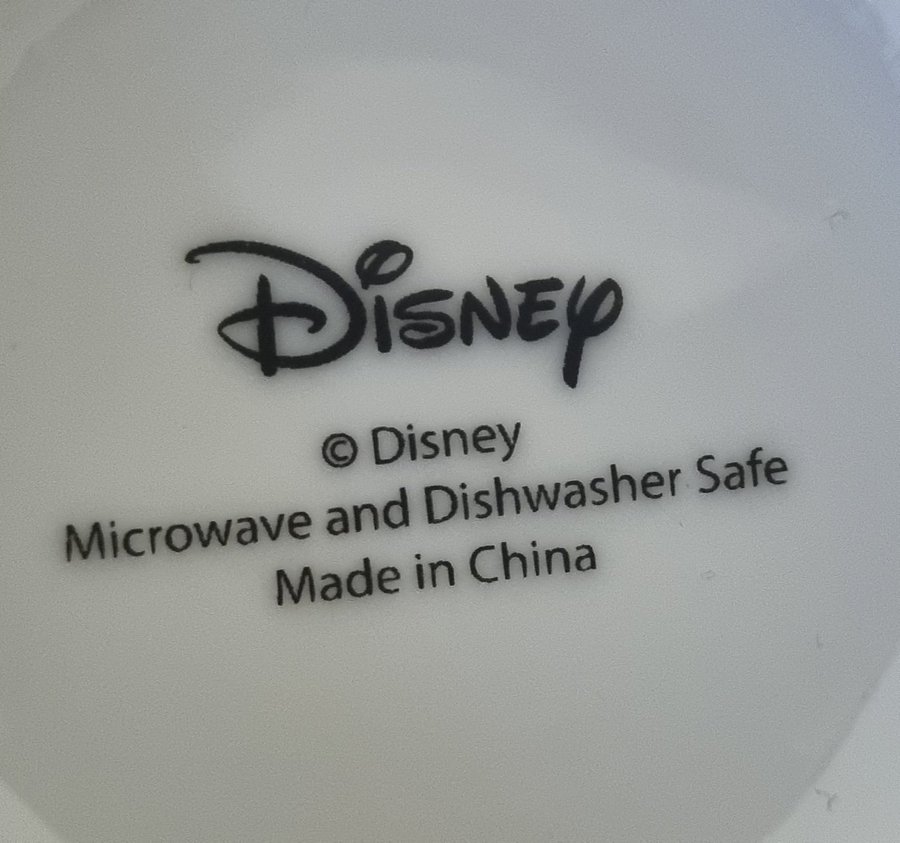 Disney
© Disney
Microwave and Dishwasher Safe
Made in China